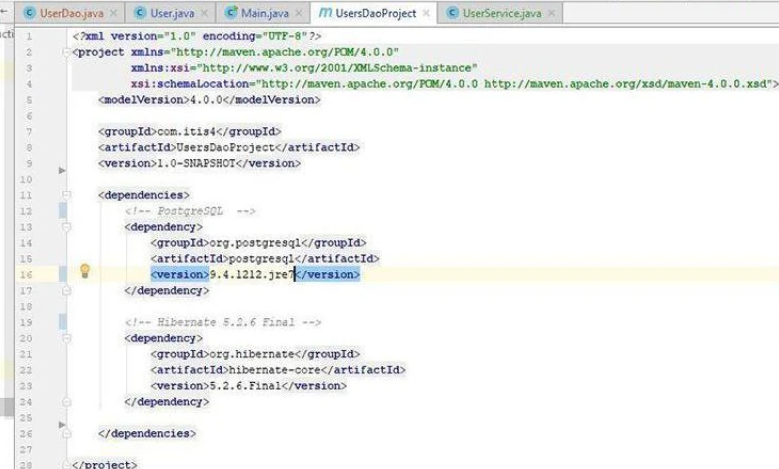 UserDao.java User.java Main.java m UsersDaoProject UserService.java
1 <?xml version="1.0" encoding="UTF-8"?>
2 <project xmlns="http://maven.apache.org/POM/4.0.0"
3 xmlns:xsi="http://www.w3.org/2001/XMLSchema-instance"
4 xsi:schemaLocation="http://maven.apache.org/POM/4.0.0 http://maven.apache.org/xsd/maven-4.0.0.xsd">
5 <modelVersion>4.0.0</modelVersion>
6
7 <groupId>com.itis4</groupId>
8 <artifactId>UsersDaoProject</artifactId>
9 <version>1.0-SNAPSHOT</version>
10
11 <dependencies>
12 <!-- PostgreSQL -->
13 <dependency>
14 <groupId>org.postgresql</groupId>
15 <artifactId>postgresql</artifactId>
16 <version>9.4.1212.jre7</version>
17 </dependency>
18
19 <!-- Hibernate 5.2.6 Final -->
20 <dependency>
21 <groupId>org.hibernate</groupId>
22 <artifactId>hibernate-core</artifactId>
23 <version>5.2.6.Final</version>
24 </dependency>
25
26 </dependencies>
27
28 </project>